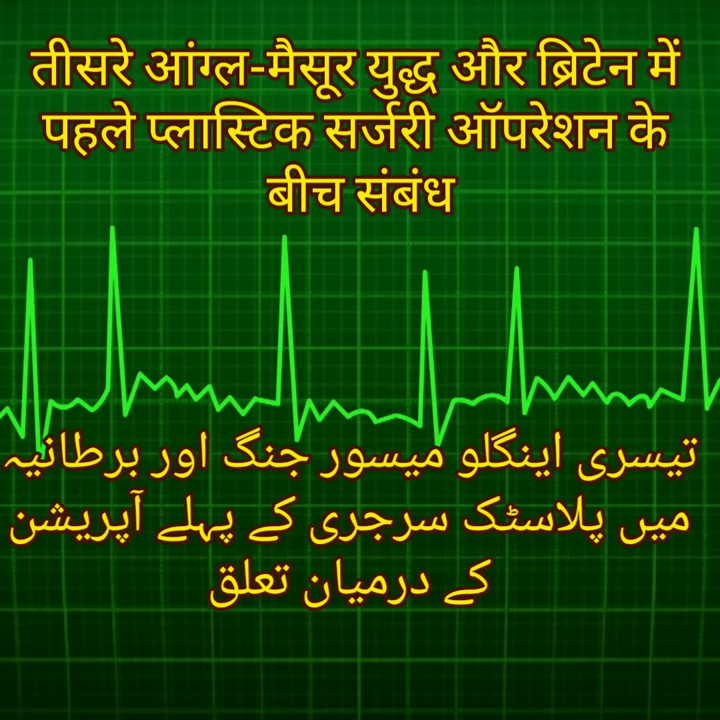 तीसरे आंग्ल-मैसूर युद्ध और ब्रिटेन में
पहले प्लास्टिक सर्जरी ऑपरेशन के
बीच संबंध
تیسری اینگلو میسور جنگ اور برطانیہ
میں پلاسٹک سرجری کے پہلے آپریشن
کے درمیان تعلق